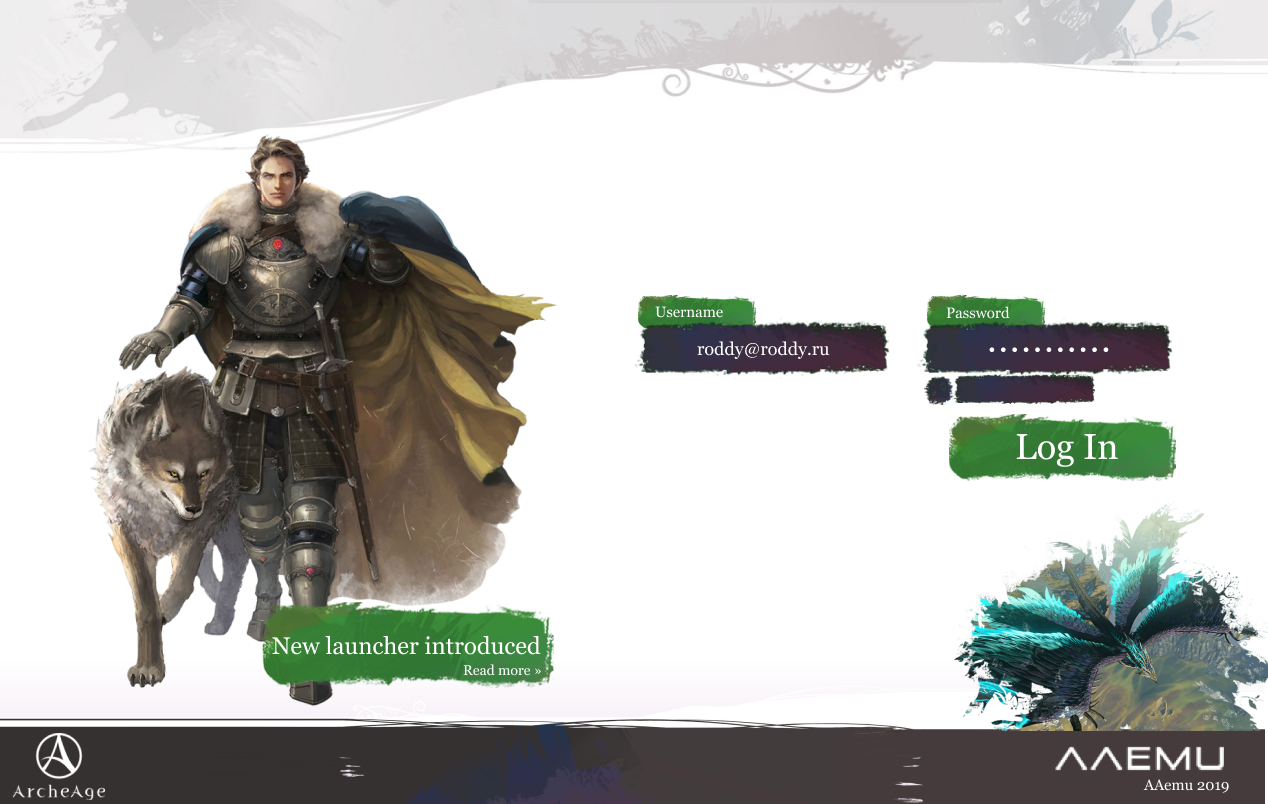 Username
Password
roddy@roddy.ru
•••••••••••
Log In
New launcher introduced
Read more »
ArcheAge
AAEMU
AAemu 2019